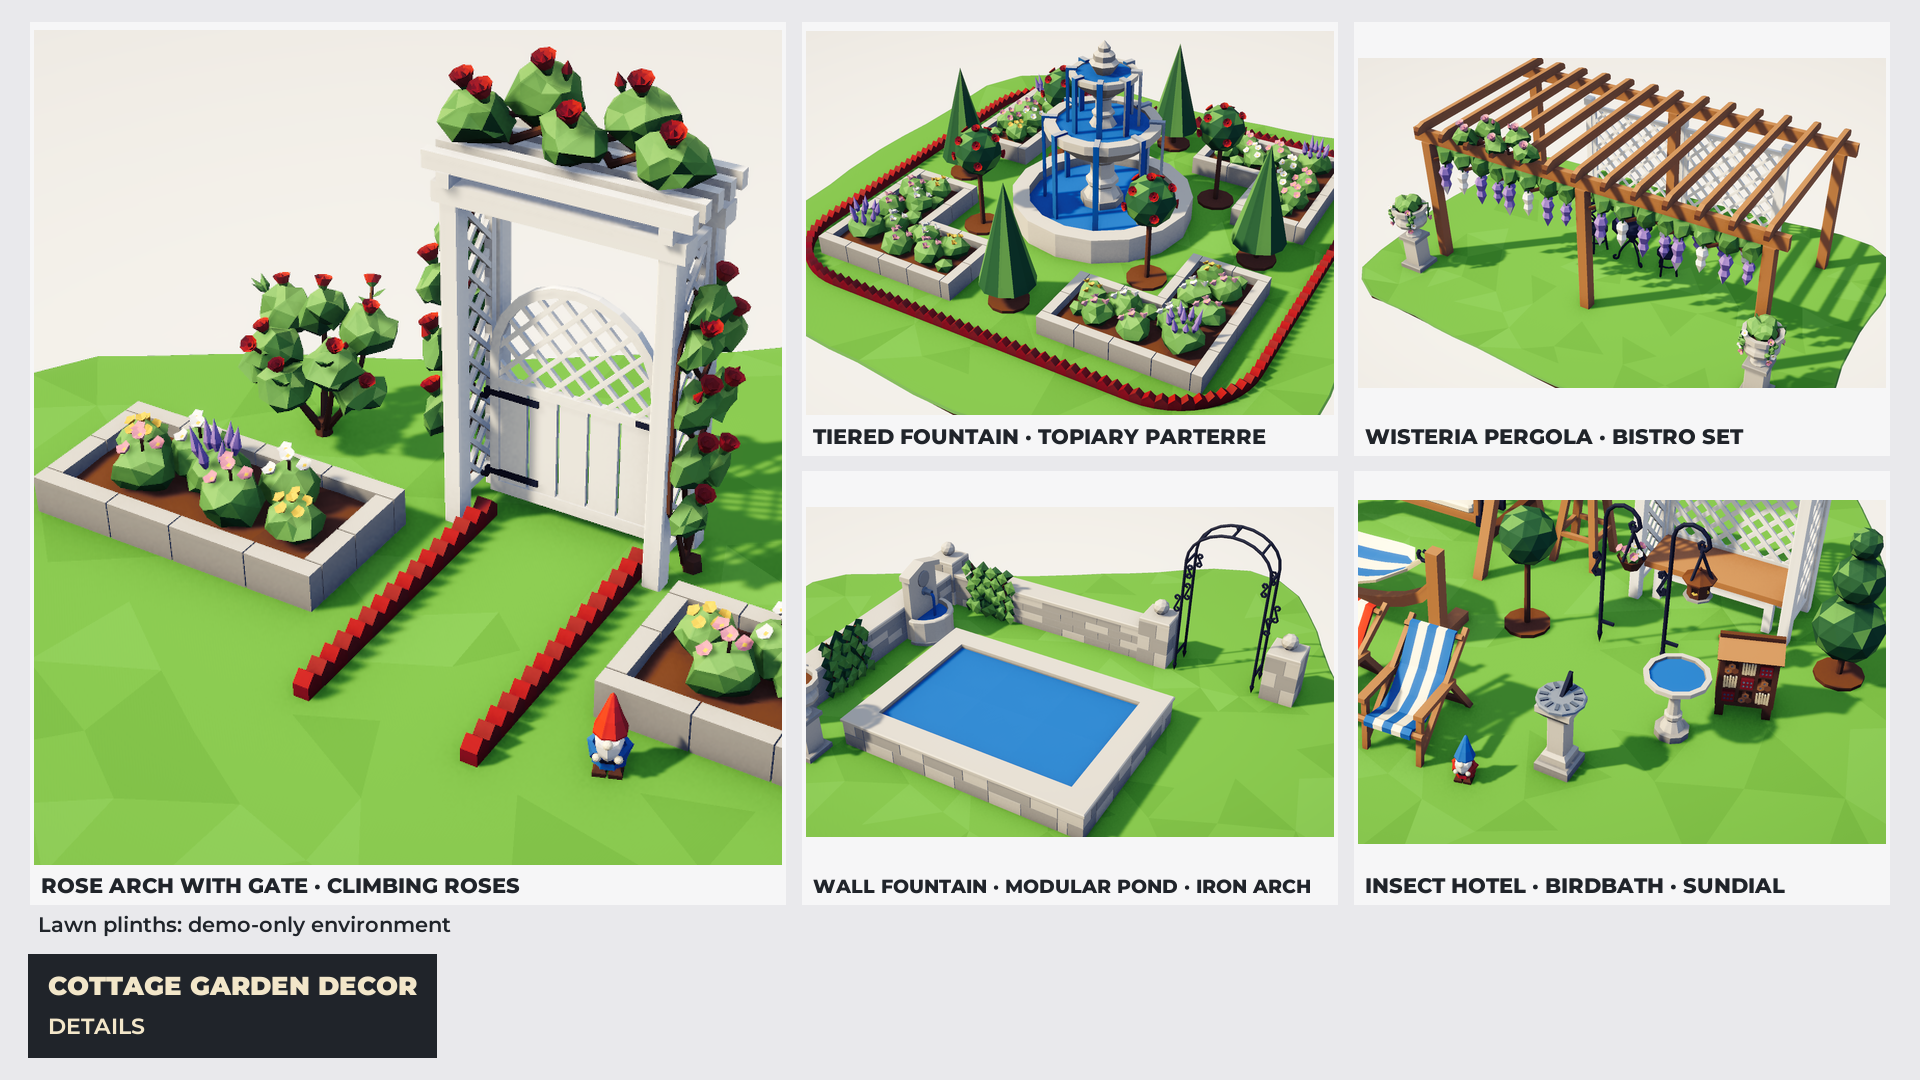 ROSE ARCH WITH GATE · CLIMBING ROSES
TIERED FOUNTAIN · TOPIARY PARTERRE
WISTERIA PERGOLA · BISTRO SET
WALL FOUNTAIN · MODULAR POND · IRON ARCH
INSECT HOTEL · BIRDBATH · SUNDIAL
Lawn plinths: demo-only environment
COTTAGE GARDEN DECOR
DETAILS